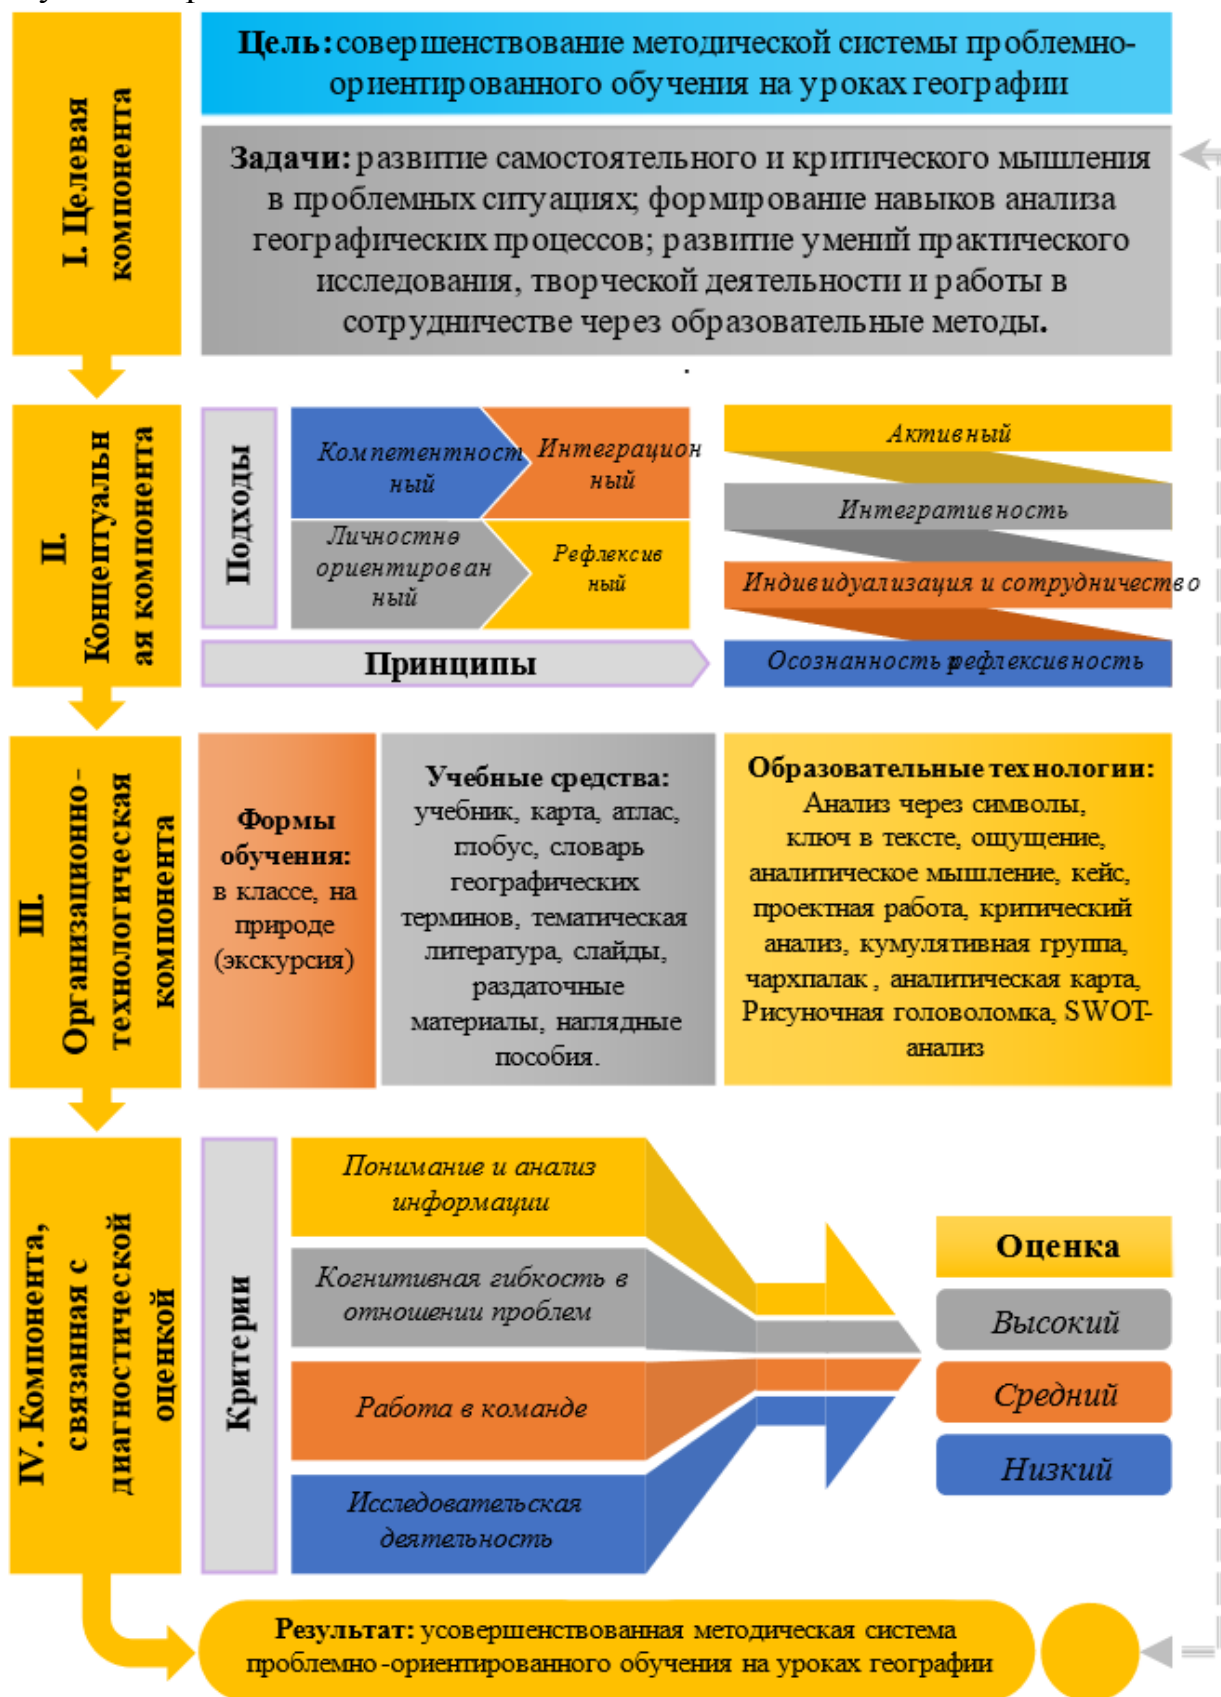 I. Целевая
компонента
Цель: совершенствование методической системы проблемно-
ориентированного обучения на уроках географии
Задачи: развитие самостоятельного и критического мышления
в проблемных ситуациях; формирование навыков анализа
географических процессов; развитие умений практического
исследования, творческой деятельности и работы в
сотрудничестве через образовательные методы.
.
II.
Концептуальн
ая компонента
Подходы
Компетентност
ный
Интеграцион
ный
Личностно
ориентирован
ный
Рефлексив
ный
Принципы
Активный
Интегративность
Индивидуализация и сотрудничество
Осознанность рефлексивность
III.
Организационно-
технологическая
компонента
Формы
обучения:
в классе, на
природе
(экскурсия)
Учебные средства:
учебник, карта, атлас,
глобус, словарь
географических
терминов, тематическая
литература, слайды,
раздаточные
материалы, наглядные
пособия.
Образовательные технологии:
Анализ через символы,
ключ в тексте, ощущение,
аналитическое мышление, кейс,
проектная работа, критический
анализ, кумулятивная группа,
чархпалак, аналитическая карта,
Рисуночная головоломка, SWOT-
анализ
IV. Компонента,
связанная с
диагностической
оценкой
Критерии
Понимание и анализ
информации
Когнитивная гибкость в
отношении проблем
Работа в команде
Исследовательская
деятельность
Оценка
Высокий
Средний
Низкий
Результат: усовершенствованная методическая система
проблемно-ориентированного обучения на уроках географии